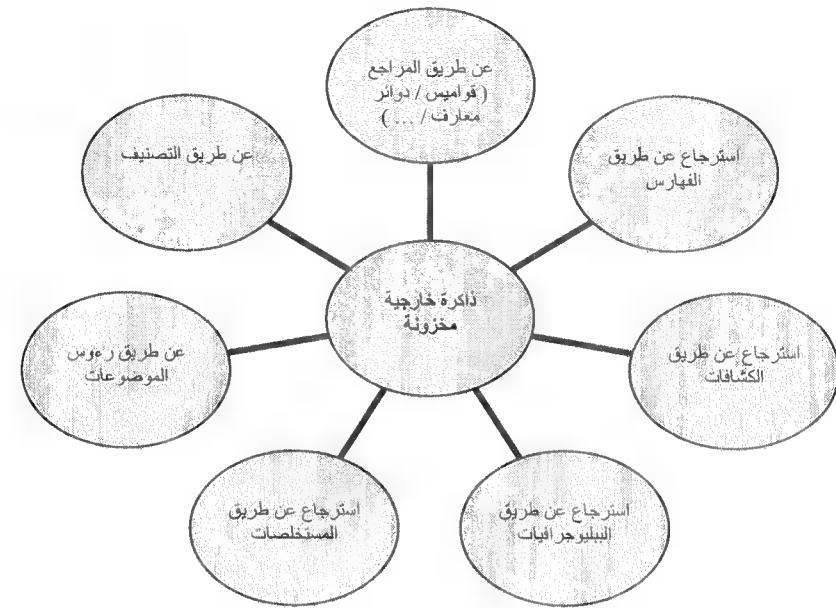 عن طريق المراجع
( قواميس / دوائر
معارف / ... )
استرجاع عن طريق
الفهارس
استرجاع عن طريق
الكشافات
استرجاع عن طريق
الببليوجرافيات
استرجاع عن طريق
المستخلصات
عن طريق رءوس
الموضوعات
عن طريق التصنيف
ذاكرة خارجية
مخزونة